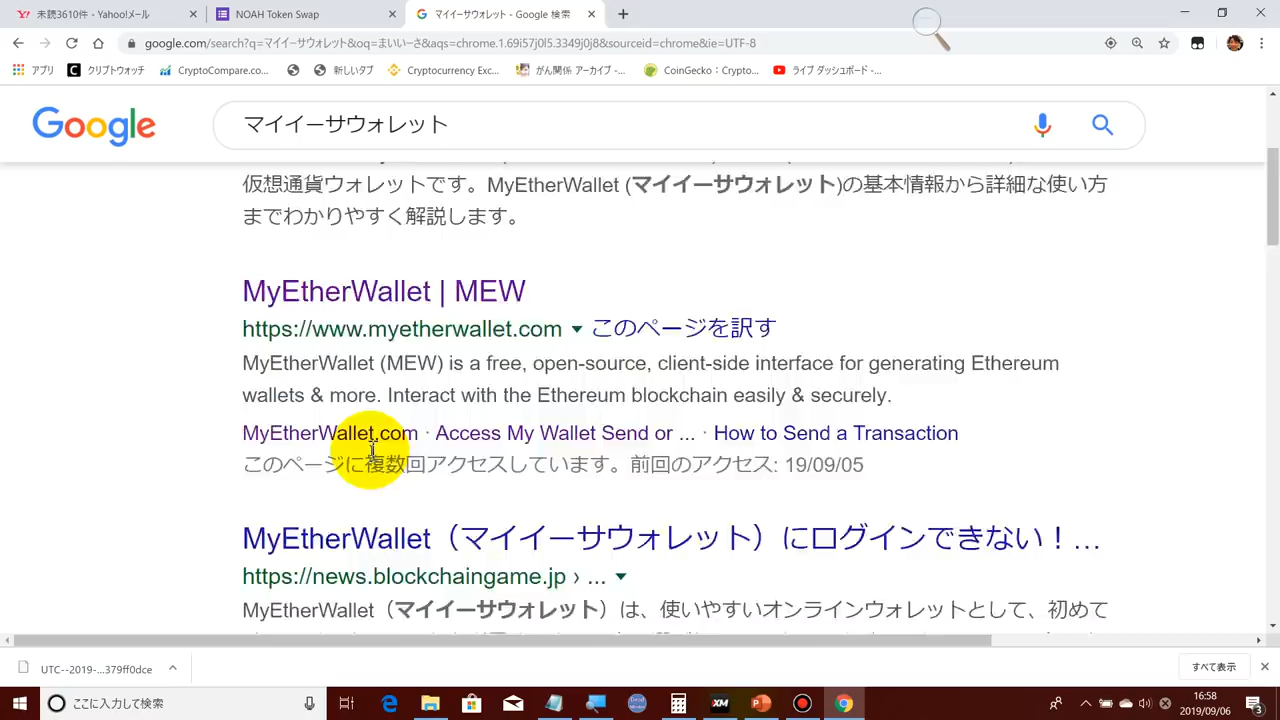 未読3610件 - Yahoo!メール
NOAH Token Swap
マイイーサウォレット - Google 検索
google.com/search?q=マイイーサウォレット&oq=まいいーさ&aqs=chrome.1.69i57j0l5.3349j0j8&sourceid=chrome&ie=UTF-8
アプリ
クリプトウォッチ
CryptoCompare.co...
新しいタブ
Cryptocurrency Exc...
がん関係 アーカイブ -...
CoinGecko：Crypto...
ライブ ダッシュボード -...
Google
マイイーサウォレット
仮想通貨ウォレットです。MyEtherWallet (マイイーサウォレット)の基本情報から詳細な使い方
までわかりやすく解説します。
MyEtherWallet | MEW
https://www.myetherwallet.com ▼ このページを訳す
MyEtherWallet (MEW) is a free, open-source, client-side interface for generating Ethereum
wallets & more. Interact with the Ethereum blockchain easily & securely.
MyEtherWallet.com · Access My Wallet Send or ... · How to Send a Transaction
このページに複数回アクセスしています。前回のアクセス: 19/09/05
MyEtherWallet（マイイーサウォレット）にログインできない！...
https://news.blockchaingame.jp › ... ▼
MyEtherWallet（マイイーサウォレット）は、使いやすいオンラインウォレットとして、初めて
UTC--2019-...379ff0dce
すべて表示
ここに入力して検索
XM
16:58
2019/09/06
3